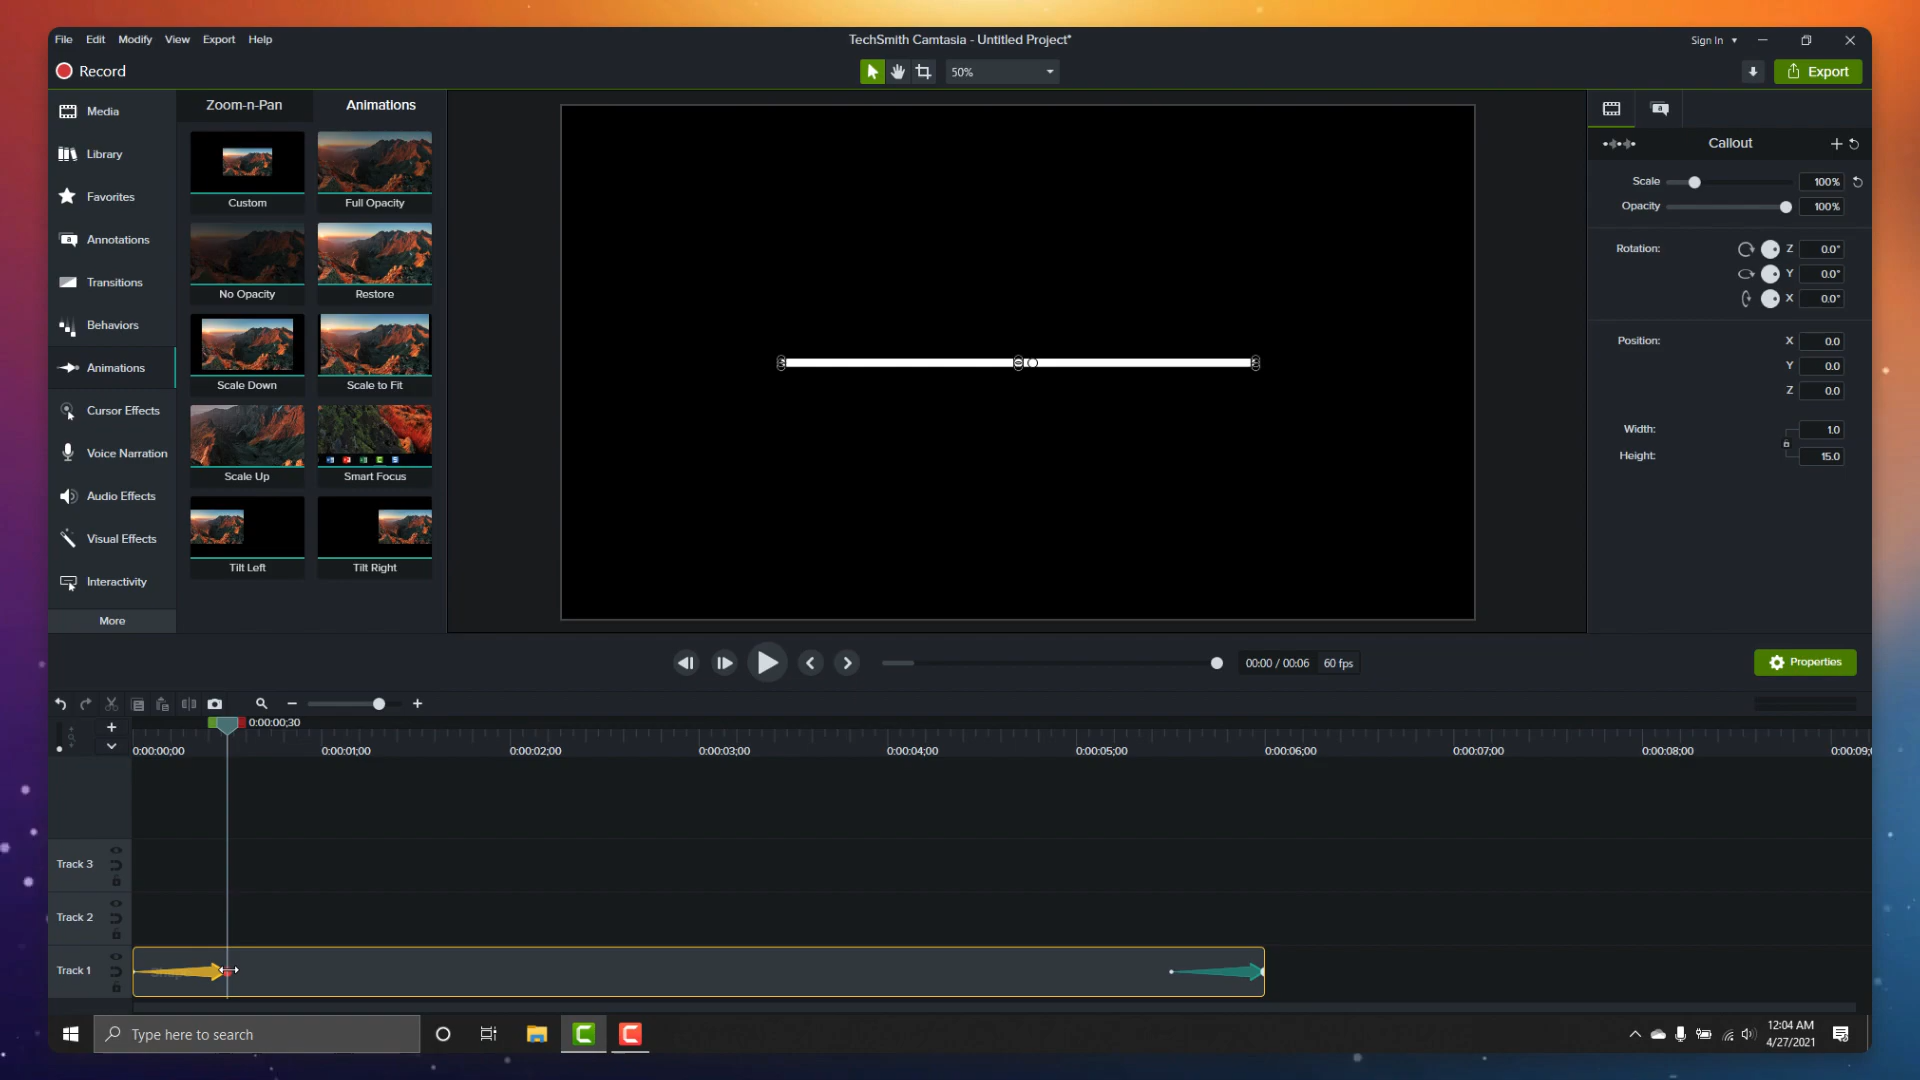 File Edit Modify View Export Help
TechSmith Camtasia - Untitled Project*
Sign In
Record
50%
Export
Media
Library
Favorites
Annotations
Transitions
Behaviors
Animations
Cursor Effects
Voice Narration
Audio Effects
Visual Effects
Interactivity
More
Zoom-n-Pan Animations
Custom Full Opacity
No Opacity Restore
Scale Down Scale to Fit
Scale Up Smart Focus
Tilt Left Tilt Right
Callout
Scale 100%
Opacity 100%
Rotation: Z 0.0°
Y 0.0°
X 0.0°
Position: X 0.0
Y 0.0
Z 0.0
Width: 1.0
Height: 15.0
00:00 / 00:06 60 fps
Properties
0:00:00;30
0:00:00;00 0:00:01;00 0:00:02;00 0:00:03;00 0:00:04;00 0:00:05;00 0:00:06;00 0:00:07;00 0:00:08;00 0:00:09;
Track 3
Track 2
Track 1
Type here to search
12:04 AM
4/27/2021